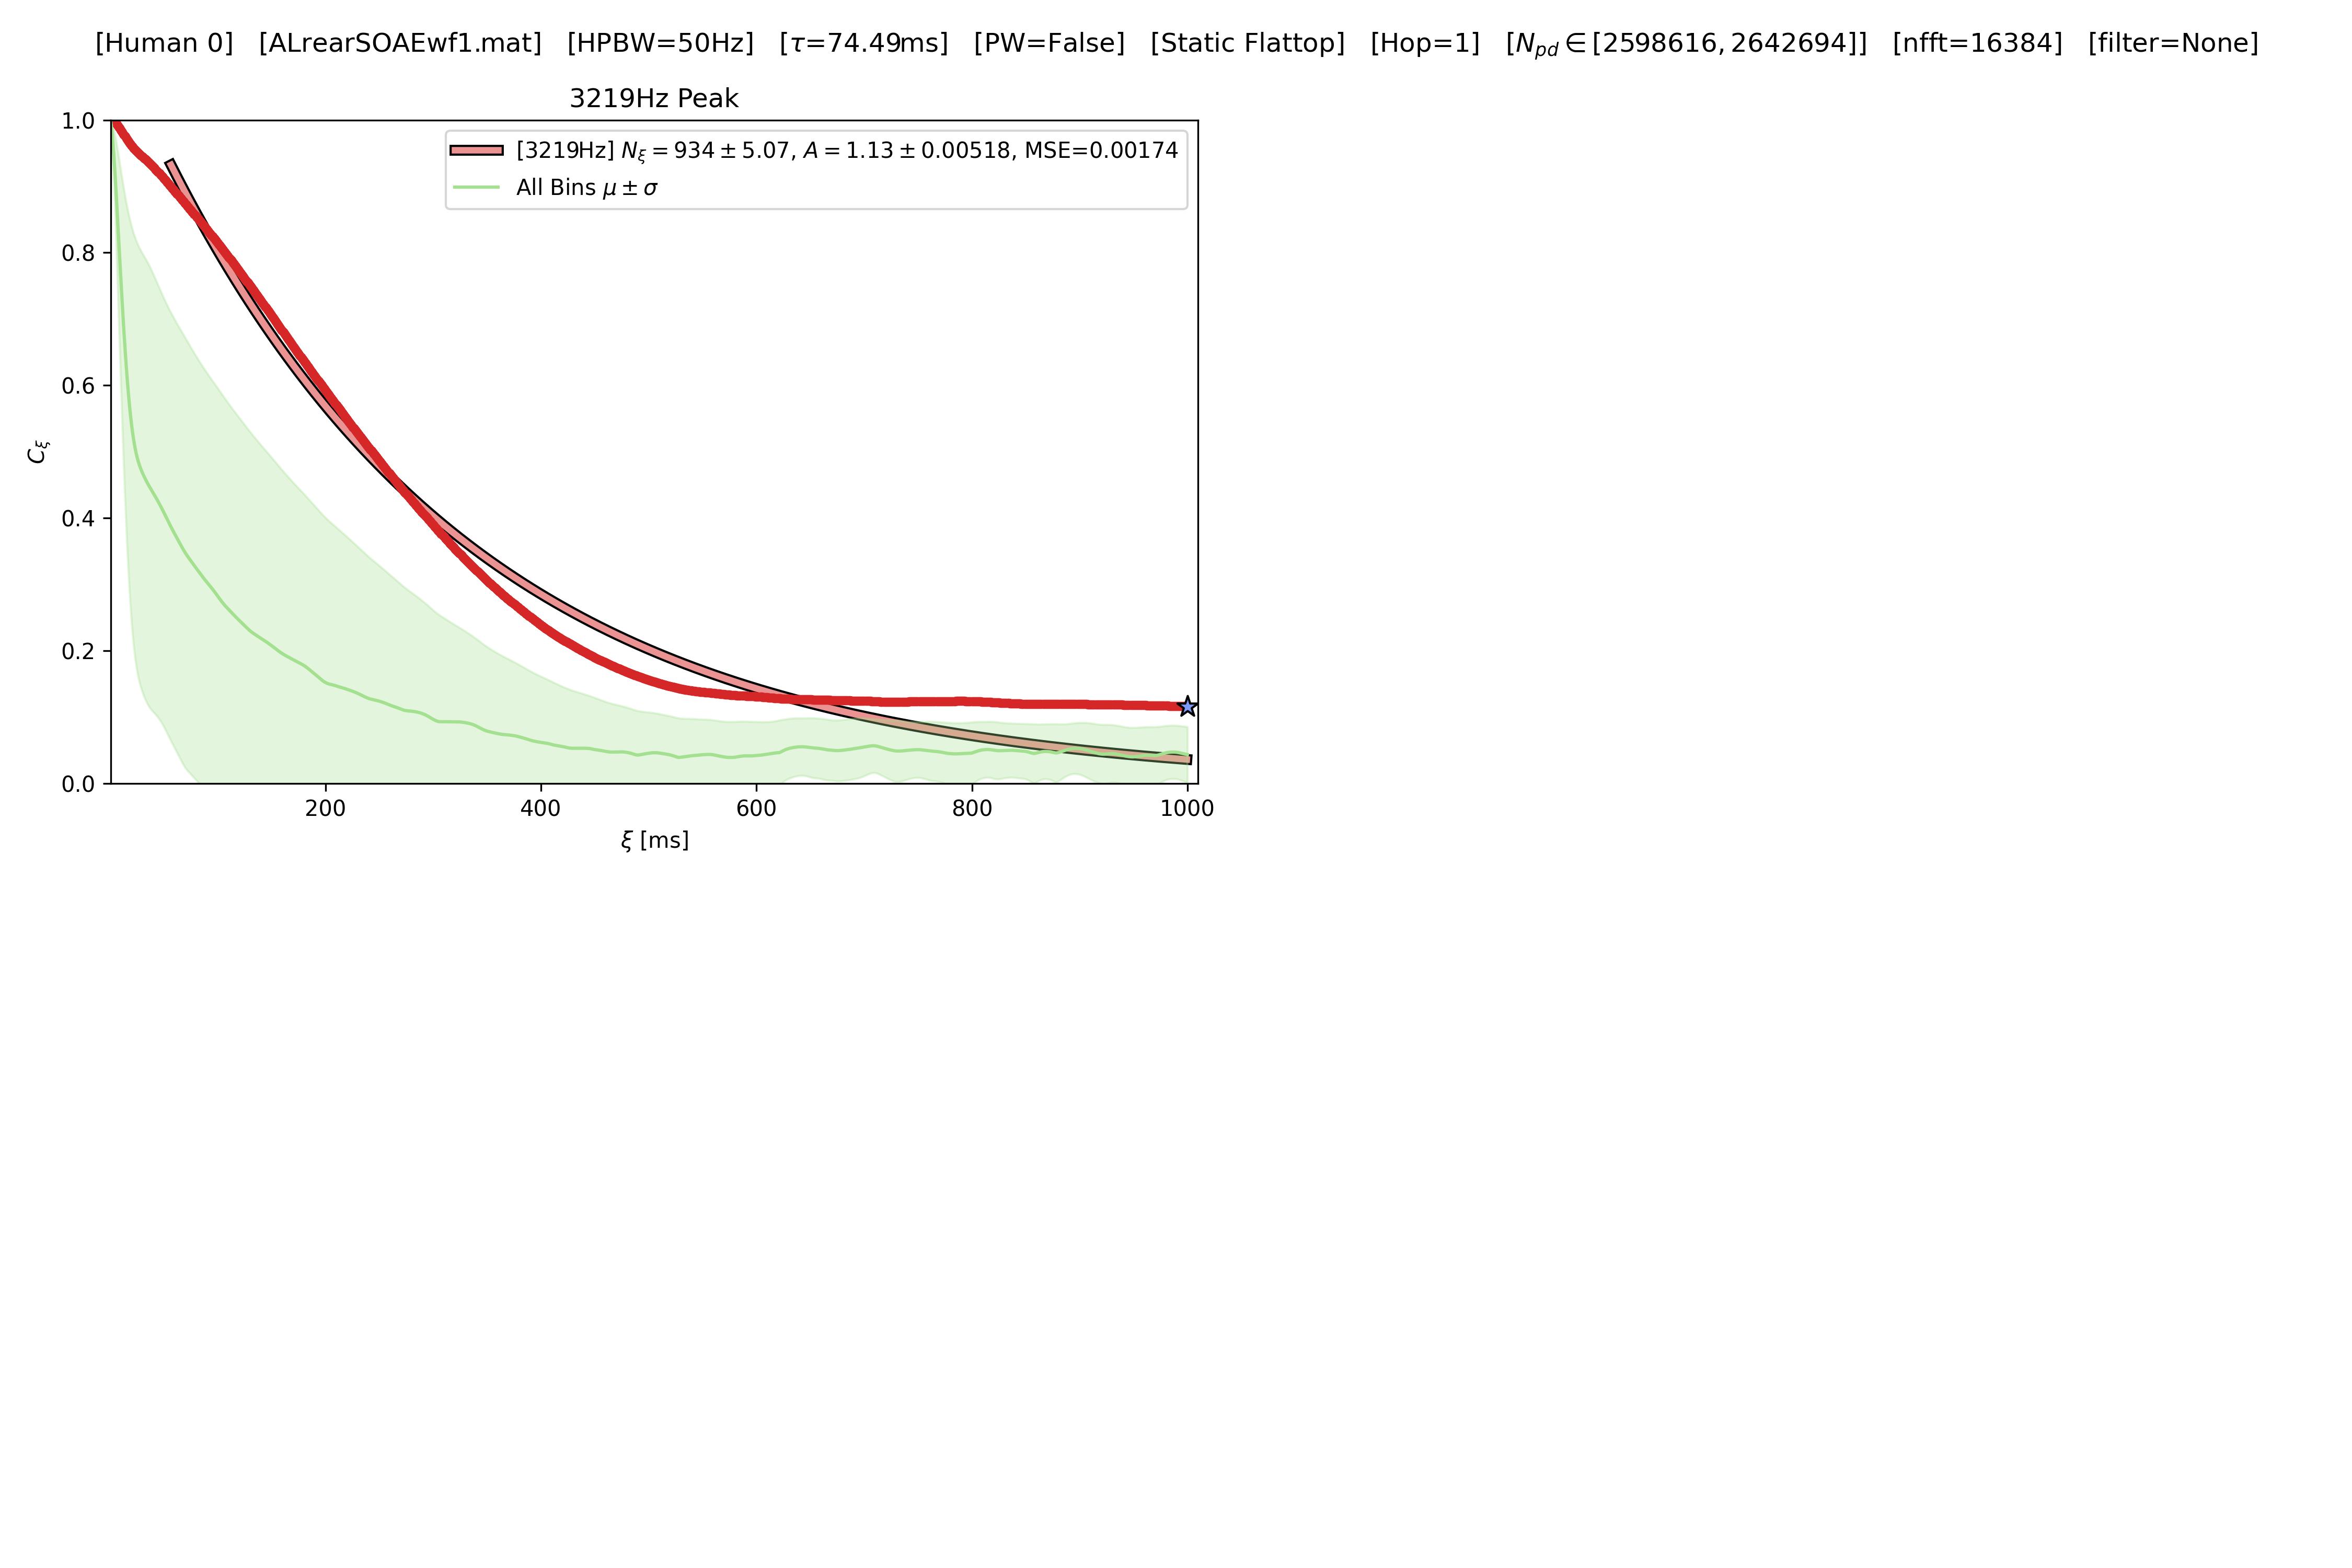 [Human 0] [ALrearSOAEwf1.mat] [HPBW=50Hz] [τ=74.49ms] [PW=False] [Static Flattop] [Hop=1] [N_pd ∈ [2598616, 2642694]] [nfft=16384] [filter=None]
3219Hz Peak
[3219Hz] N_ξ = 934 ± 5.07, A = 1.13 ± 0.00518, MSE=0.00174
All Bins μ ± σ
1.0
0.8
0.6
0.4
0.2
0.0
C_ξ
200 400 600 800 1000
ξ [ms]